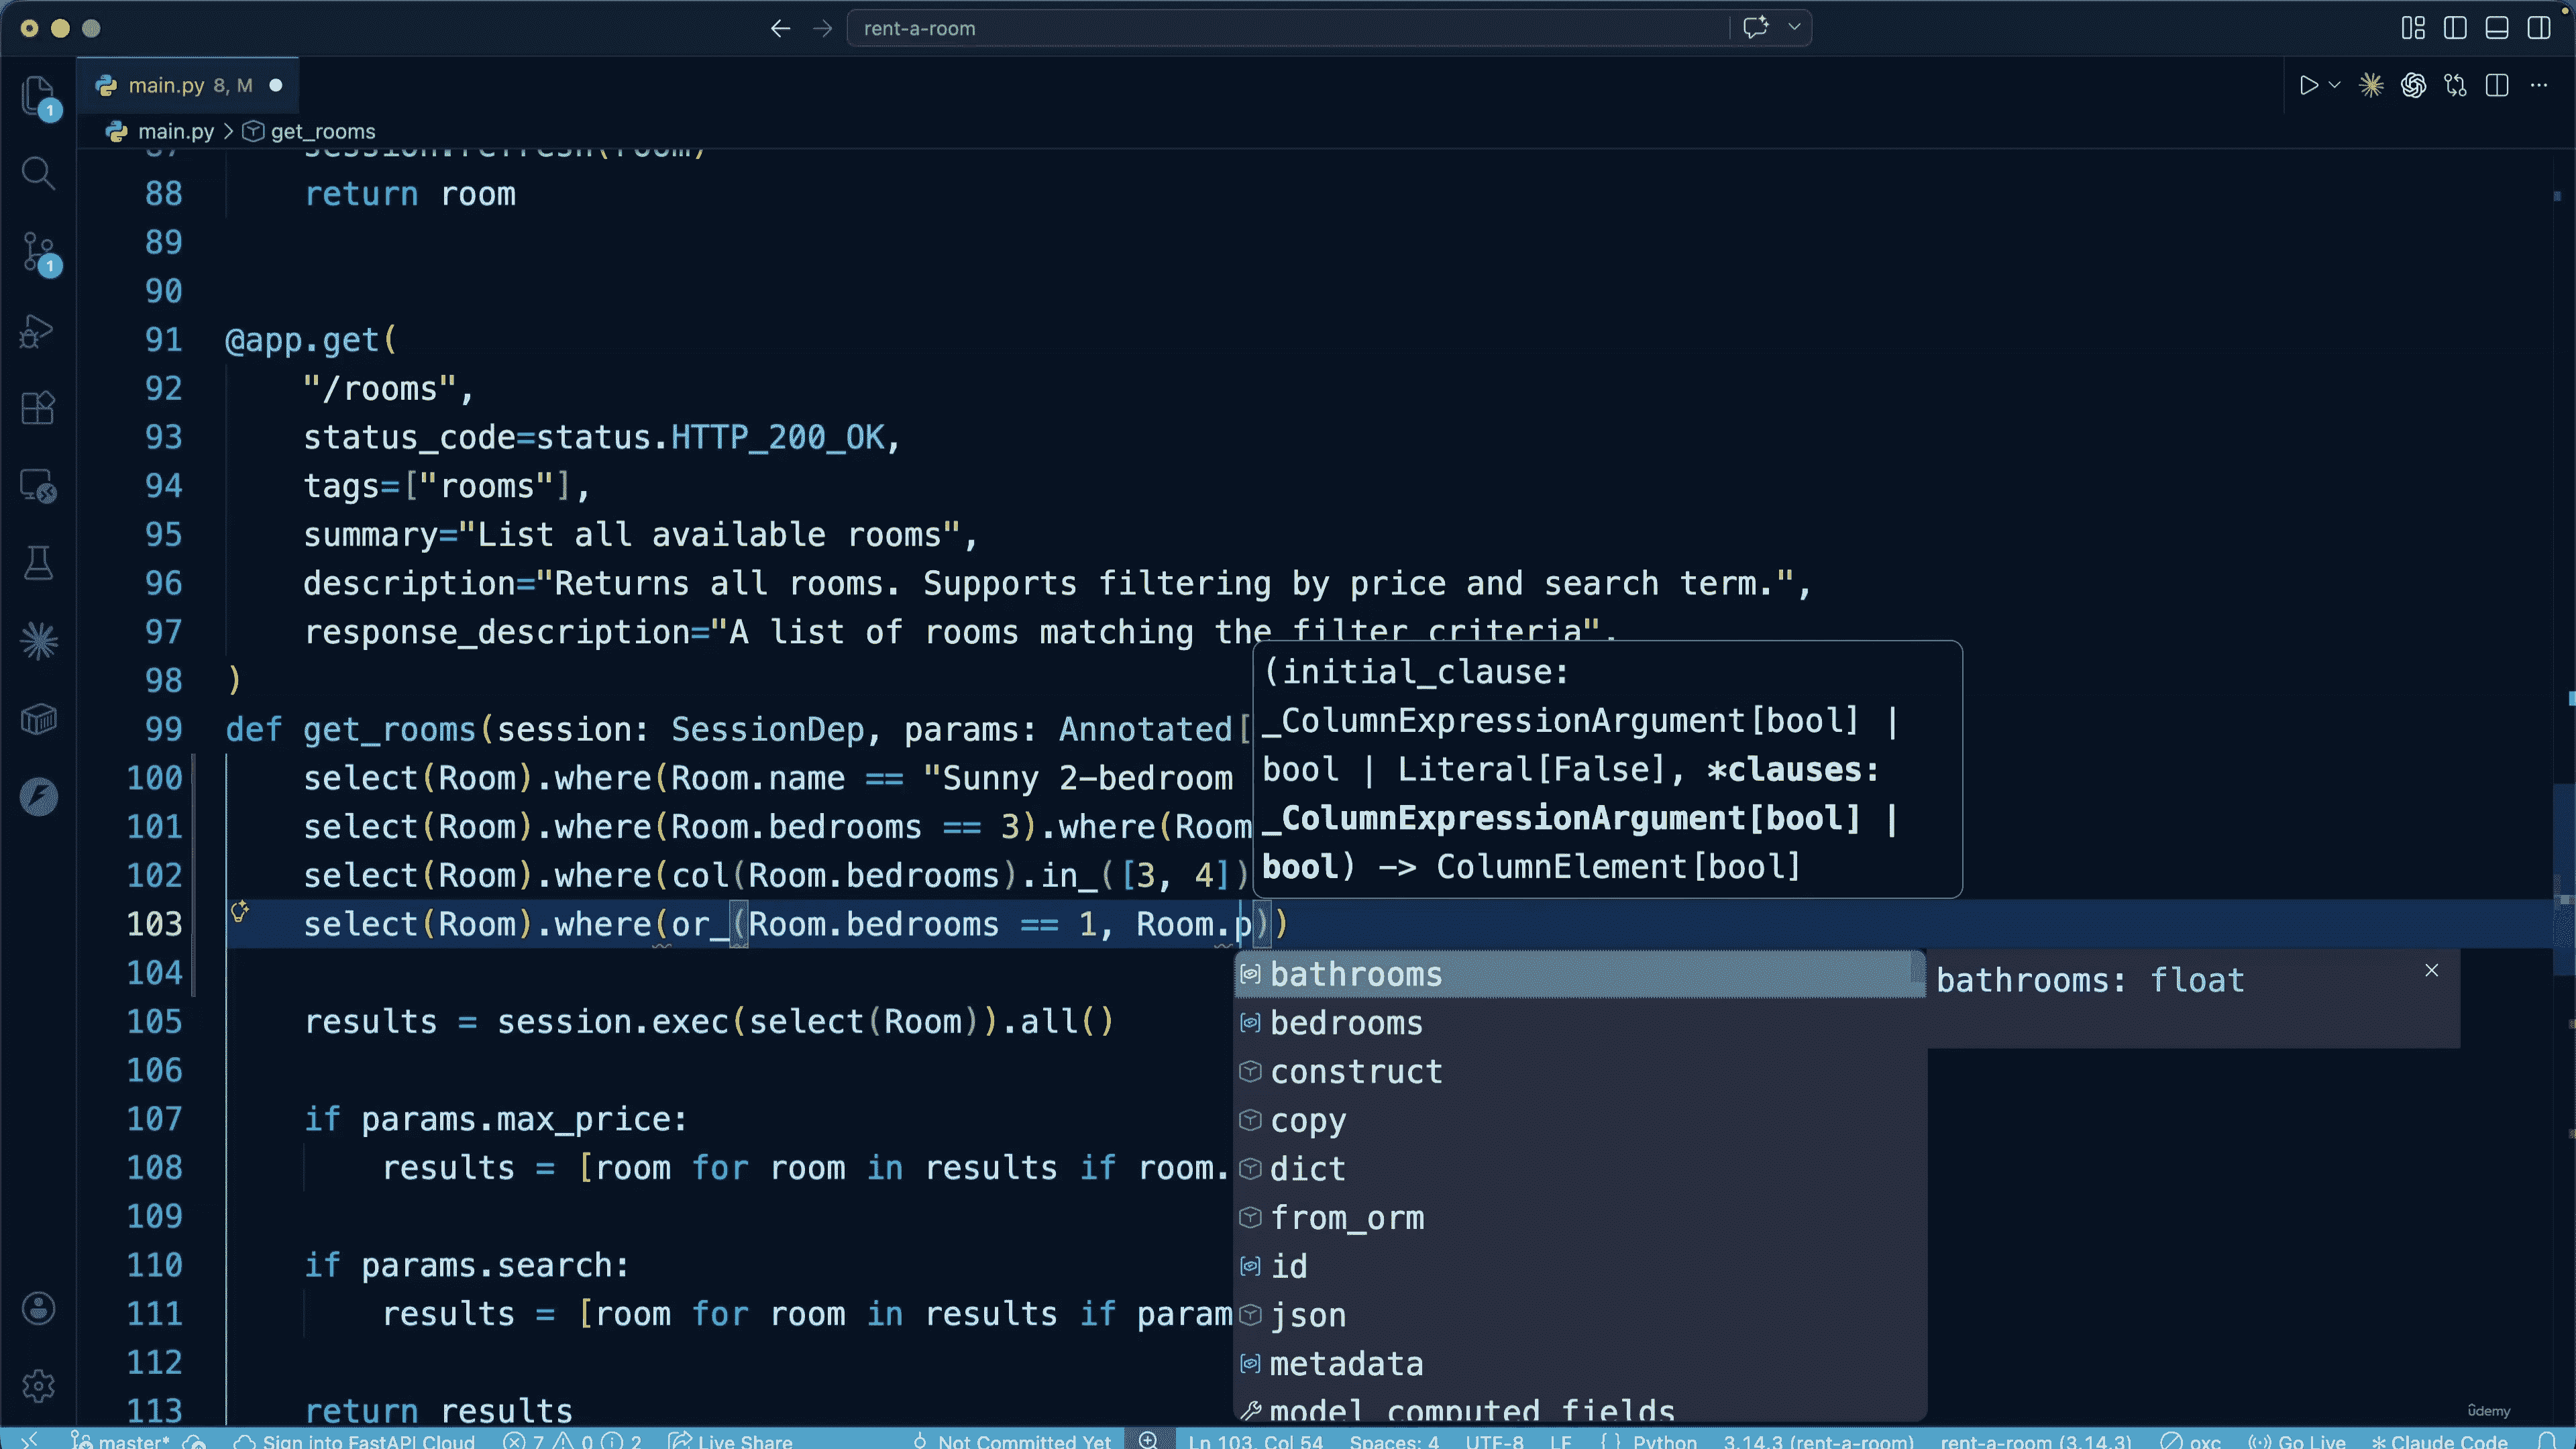 rent-a-room
main.py 8, M
main.py > get_rooms
87 session.refresh(room)
88 return room
89
90
91 @app.get(
92 "/rooms",
93 status_code=status.HTTP_200_OK,
94 tags=["rooms"],
95 summary="List all available rooms",
96 description="Returns all rooms. Supports filtering by price and search term.",
97 response_description="A list of rooms matching the filter criteria",
98 )
99 def get_rooms(session: SessionDep, params: Annotated[
100 select(Room).where(Room.name == "Sunny 2-bedroom
101 select(Room).where(Room.bedrooms == 3).where(Room
102 select(Room).where(col(Room.bedrooms).in_([3, 4])
103 select(Room).where(or_(Room.bedrooms == 1, Room.p))
104
105 results = session.exec(select(Room)).all()
106
107 if params.max_price:
108 results = [room for room in results if room.
109
110 if params.search:
111 results = [room for room in results if param
112
113 return results
(initial_clause:
_ColumnExpressionArgument[bool] |
bool | Literal[False], *clauses:
_ColumnExpressionArgument[bool] |
bool) -> ColumnElement[bool]
bathrooms
bedrooms
construct
copy
dict
from_orm
id
json
metadata
model_computed_fields
bathrooms: float
1
1
ûdemy
master* Sign into FastAPI Cloud 7 0 2 Live Share Not Committed Yet Ln 103, Col 54 Spaces: 4 UTF-8 LF { } Python 3.14.3 (rent-a-room) rent-a-room (3.14.3) oxc Go Live Claude Code